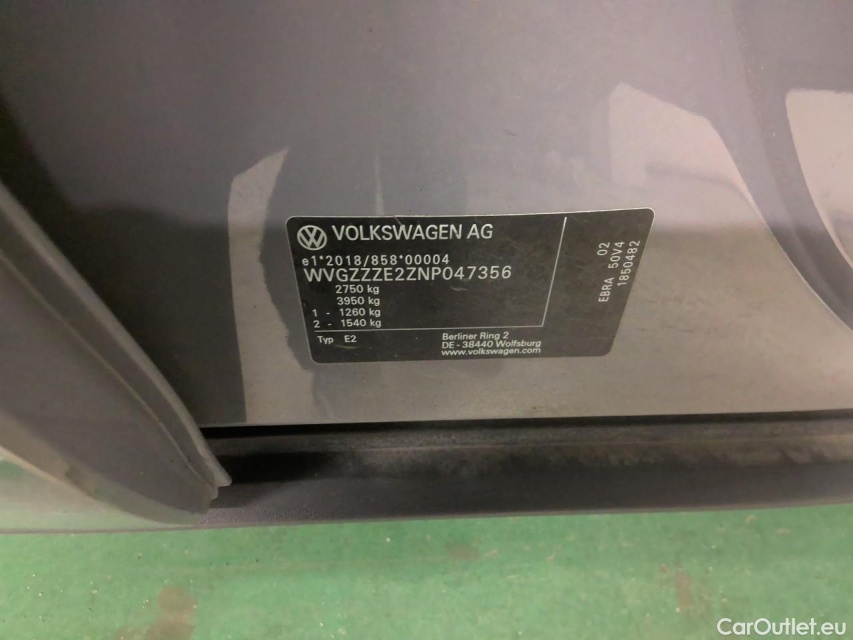 VOLKSWAGEN AG
e1*2018/858*00004
WVGZZZE2ZNP047356
2750 kg
3950 kg
1 - 1260 kg
2 - 1540 kg
Typ E2
Berliner Ring 2
DE - 38440 Wolfsburg
www.volkswagen.com
02
EBRA 50V4
1850482
CarOutlet.eu